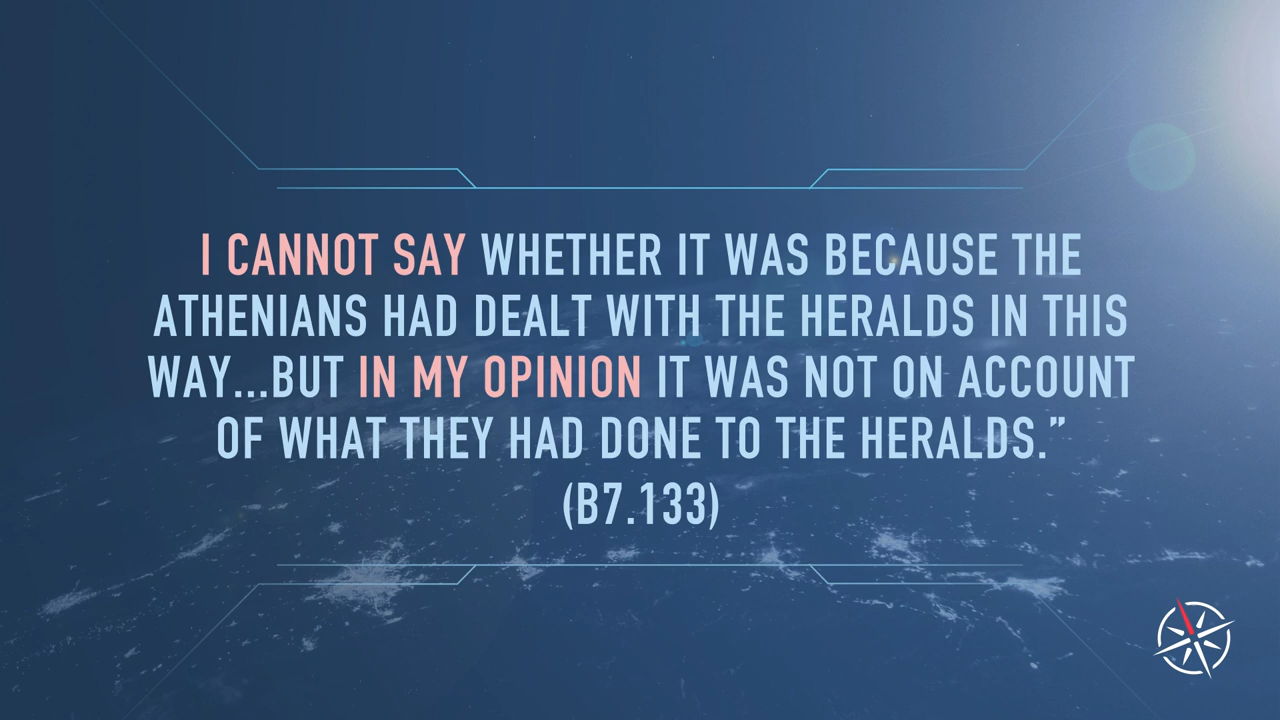 I CANNOT SAY WHETHER IT WAS BECAUSE THE
ATHENIANS HAD DEALT WITH THE HERALDS IN THIS
WAY...BUT IN MY OPINION IT WAS NOT ON ACCOUNT
OF WHAT THEY HAD DONE TO THE HERALDS.”
(B7.133)